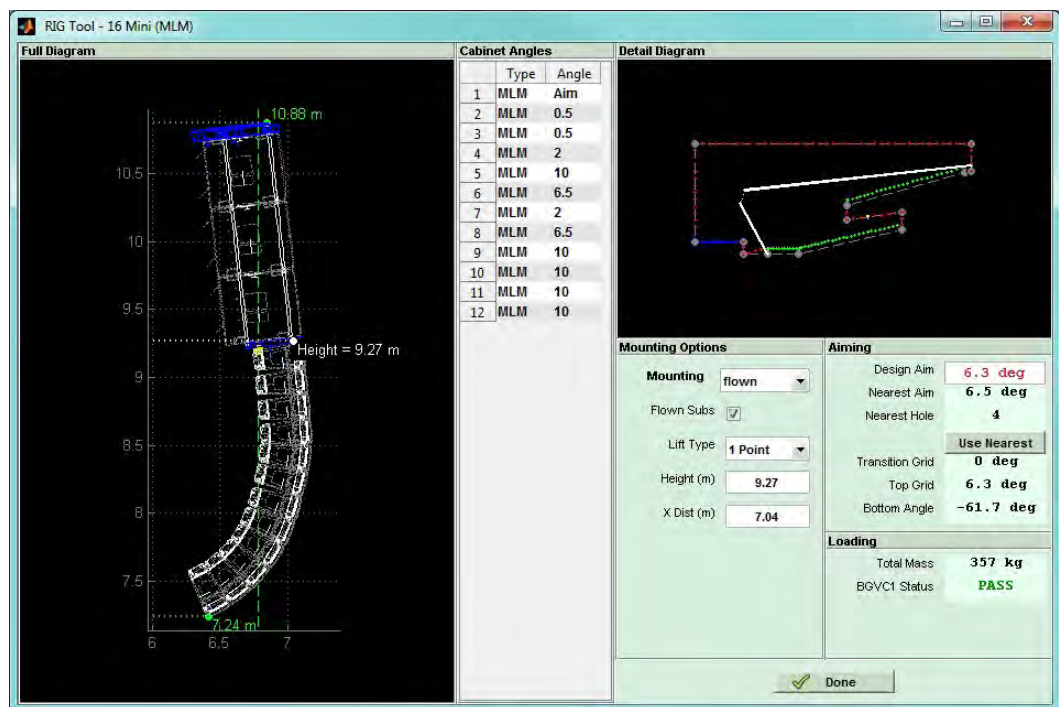 RIG Tool - 16 Mini (MLM)
Full Diagram
10.88 m
10.5
10
9.5
Height = 9.27 m
9
8.5
8
7.5
7.24 m
6
6.5
7
Cabinet Angles
Type Angle
1 MLM Aim
2 MLM 0.5
3 MLM 0.5
4 MLM 2
5 MLM 10
6 MLM 6.5
7 MLM 2
8 MLM 6.5
9 MLM 10
10 MLM 10
11 MLM 10
12 MLM 10
Detail Diagram
Mounting Options
Mounting flown
Flown Subs
Lift Type 1 Point
Height (m) 9.27
X Dist (m) 7.04
Aiming
Design Aim 6.3 deg
Nearest Aim 6.5 deg
Nearest Hole 4
Use Nearest
Transition Grid 0 deg
Top Grid 6.3 deg
Bottom Angle -61.7 deg
Loading
Total Mass 357 kg
BGVC1 Status PASS
Done